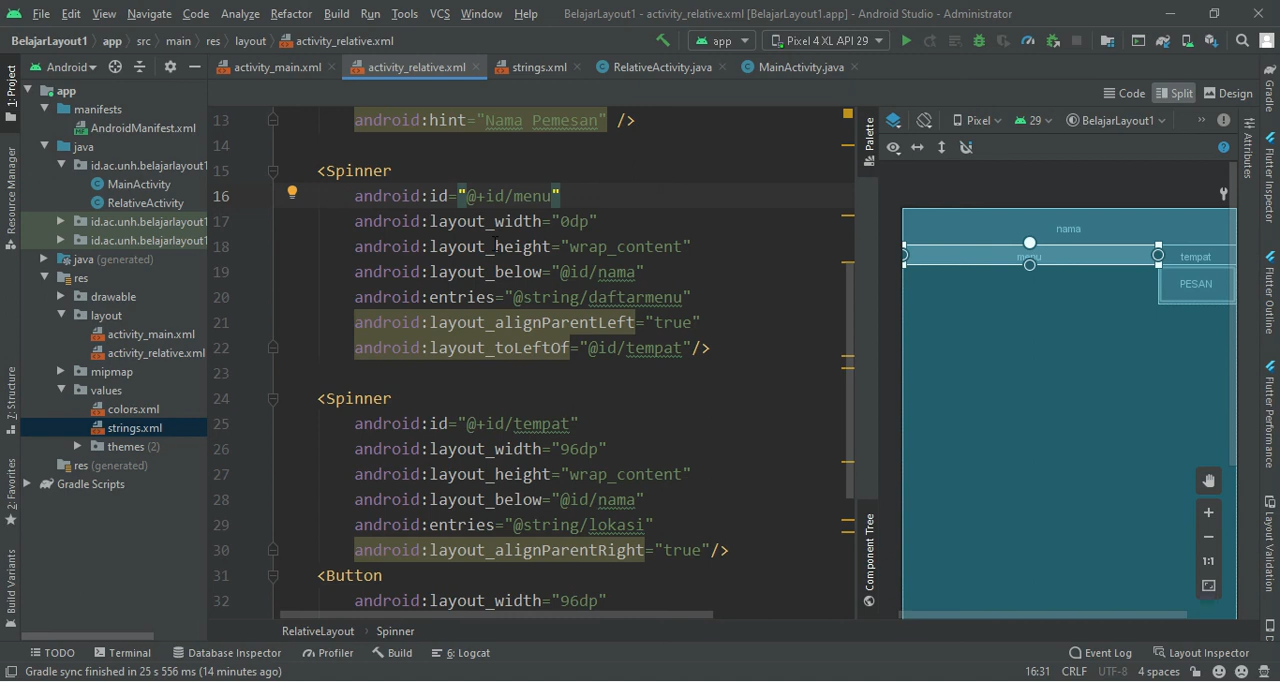 File Edit View Navigate Code Analyze Refactor Build Run Tools VCS Window Help BelajarLayout1 - activity_relative.xml [BelajarLayout1.app] - Android Studio - Administrator
BelajarLayout1 app src main res layout activity_relative.xml app Pixel 4 XL API 29
Android activity_main.xml activity_relative.xml strings.xml RelativeActivity.java MainActivity.java
Code Split Design
Pixel 29 BelajarLayout1
1: Project
Resource Manager
7: Structure
2: Favorites
Build Variants
app
manifests
AndroidManifest.xml
java
id.ac.unh.belajarlayout1
MainActivity
RelativeActivity
id.ac.unh.belajarlayout1
id.ac.unh.belajarlayout1
java (generated)
res
drawable
layout
activity_main.xml
activity_relative.xml
mipmap
values
colors.xml
strings.xml
themes (2)
res (generated)
Gradle Scripts
13 android:hint="Nama Pemesan" />
14
15 <Spinner
16 android:id="@+id/menu"
17 android:layout_width="0dp"
18 android:layout_height="wrap_content"
19 android:layout_below="@id/nama"
20 android:entries="@string/daftarmenu"
21 android:layout_alignParentLeft="true"
22 android:layout_toLeftOf="@id/tempat"/>
23
24 <Spinner
25 android:id="@+id/tempat"
26 android:layout_width="96dp"
27 android:layout_height="wrap_content"
28 android:layout_below="@id/nama"
29 android:entries="@string/lokasi"
30 android:layout_alignParentRight="true"/>
31 <Button
32 android:layout_width="96dp"
RelativeLayout Spinner
Palette
Component Tree
nama
menu tempat
PESAN
1:1
Attributes
Gradle
Flutter Inspector
Flutter Outline
Flutter Performance
Layout Validation
TODO Terminal Database Inspector Profiler Build 6: Logcat Event Log Layout Inspector
Gradle sync finished in 25 s 556 ms (14 minutes ago) 16:31 CRLF UTF-8 4 spaces